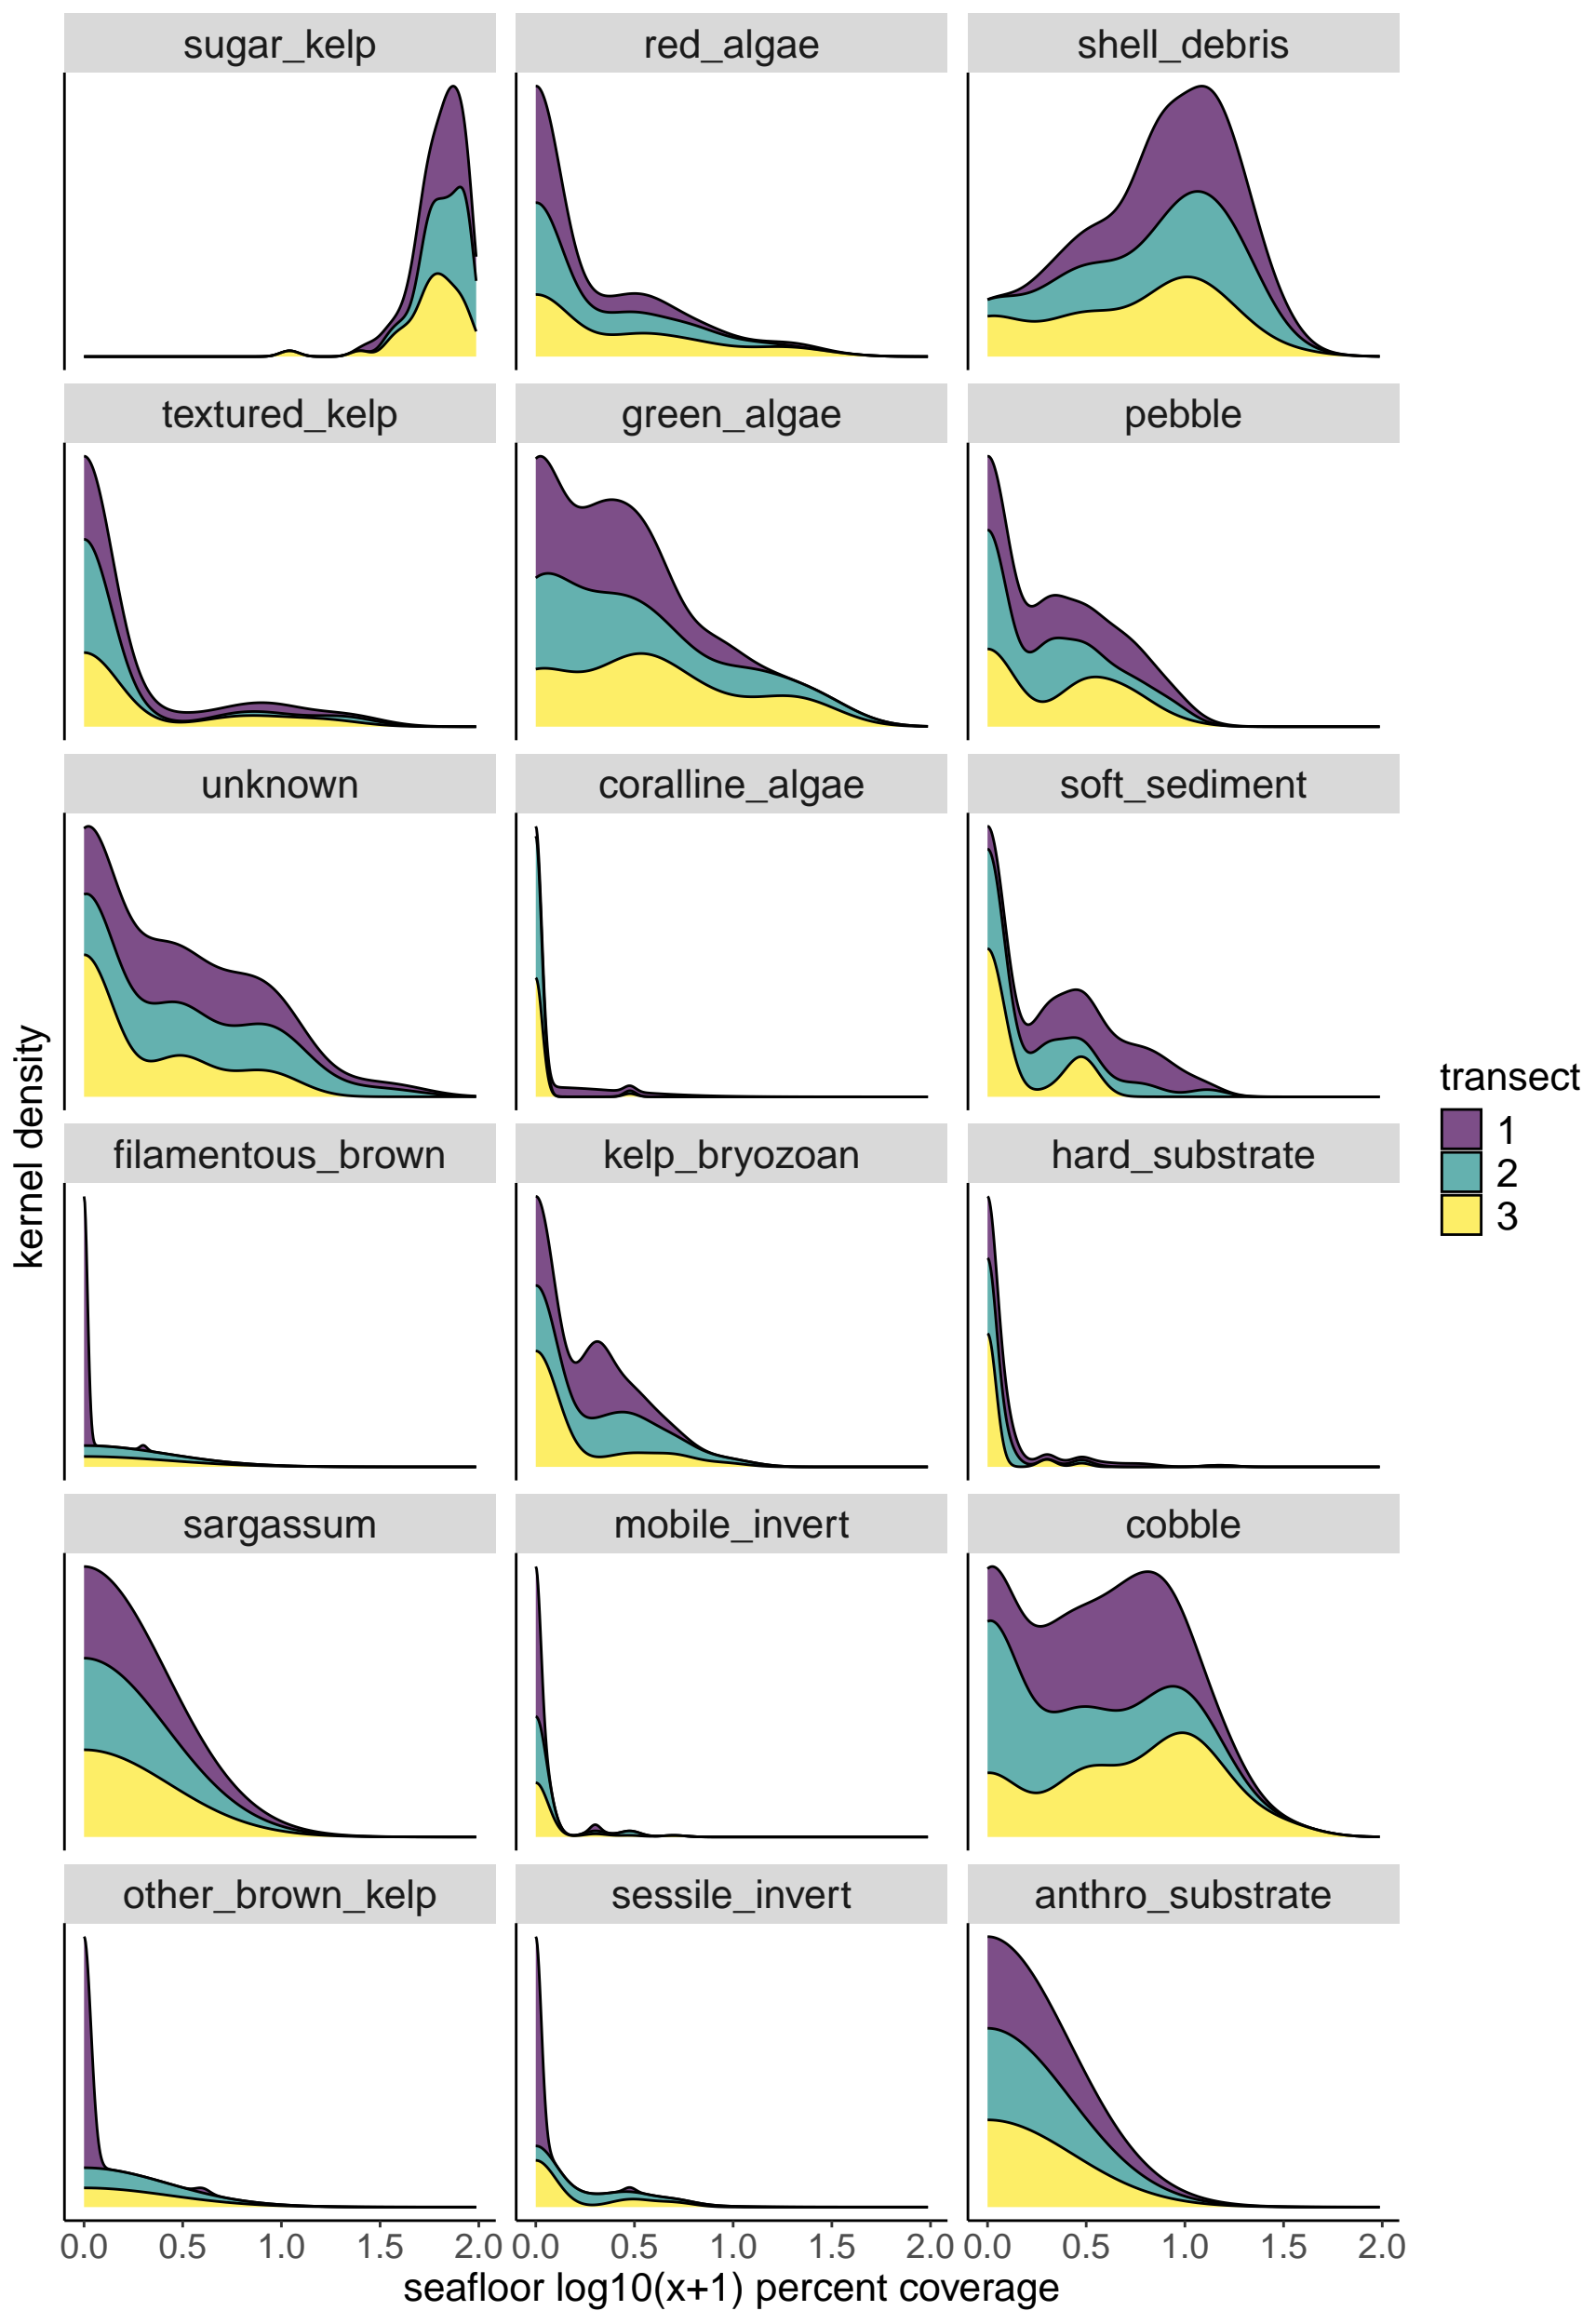 sugar_kelp red_algae shell_debris
textured_kelp green_algae pebble
unknown coralline_algae soft_sediment
filamentous_brown kelp_bryozoan hard_substrate
sargassum mobile_invert cobble
other_brown_kelp sessile_invert anthro_substrate
kernel density
0.0 0.5 1.0 1.5 2.0 0.0 0.5 1.0 1.5 2.0 0.0 0.5 1.0 1.5 2.0
seafloor log10(x+1) percent coverage
transect
1
2
3